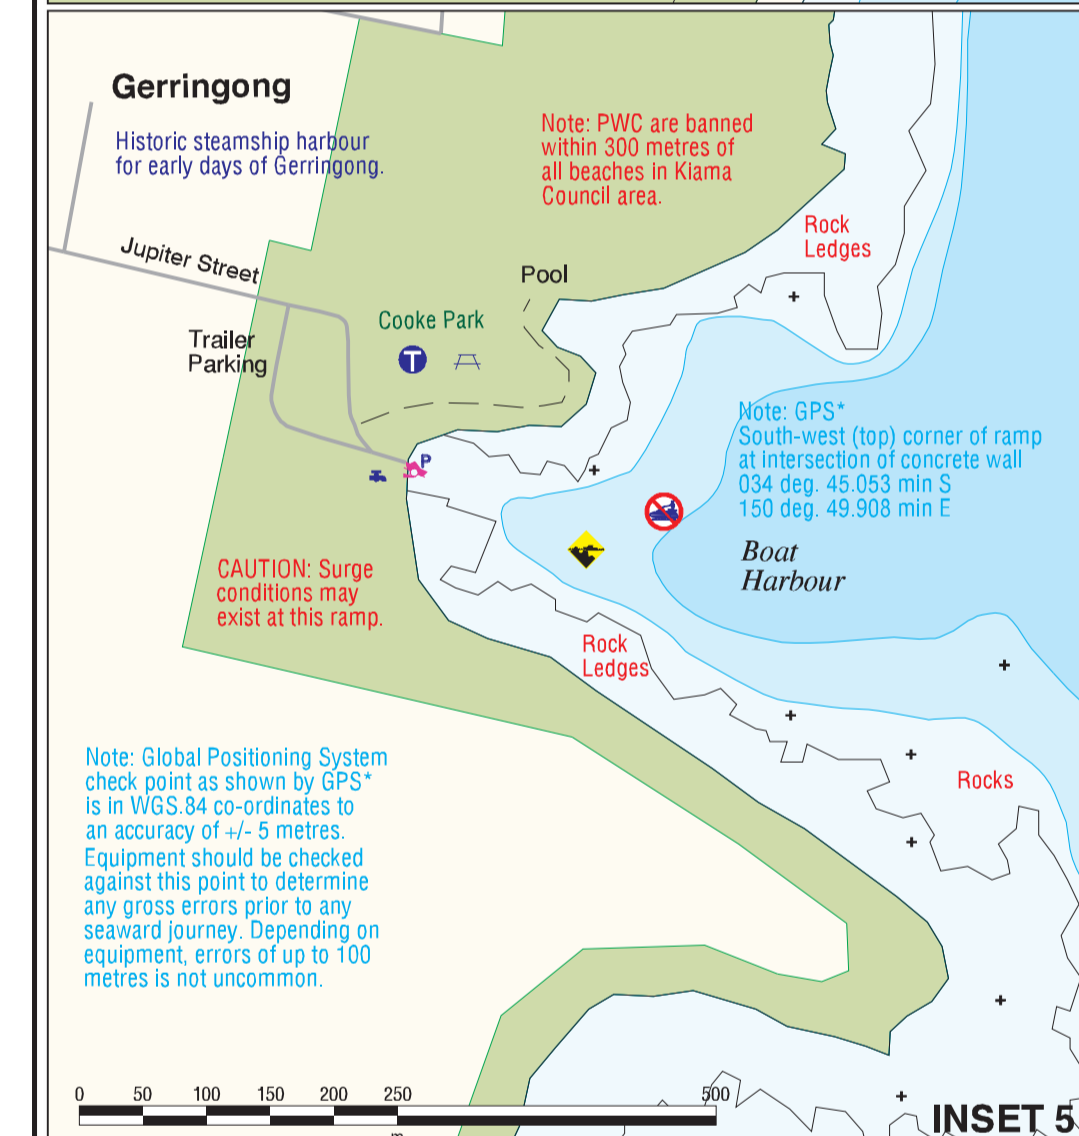 Gerringong
Historic steamship harbour
for early days of Gerringong.
Note: PWC are banned
within 300 metres of
all beaches in Kiama
Council area.
Rock
Ledges
Jupiter Street
Pool
Cooke Park
Trailer
Parking
T
P
Note: GPS*
South-west (top) corner of ramp
at intersection of concrete wall
034 deg. 45.053 min S
150 deg. 49.908 min E
Boat
Harbour
CAUTION: Surge
conditions may
exist at this ramp.
Rock
Ledges
Rocks
Note: Global Positioning System
check point as shown by GPS*
is in WGS.84 co-ordinates to
an accuracy of +/- 5 metres.
Equipment should be checked
against this point to determine
any gross errors prior to any
seaward journey. Depending on
equipment, errors of up to 100
metres is not uncommon.
0 50 100 150 200 250 500
INSET 5